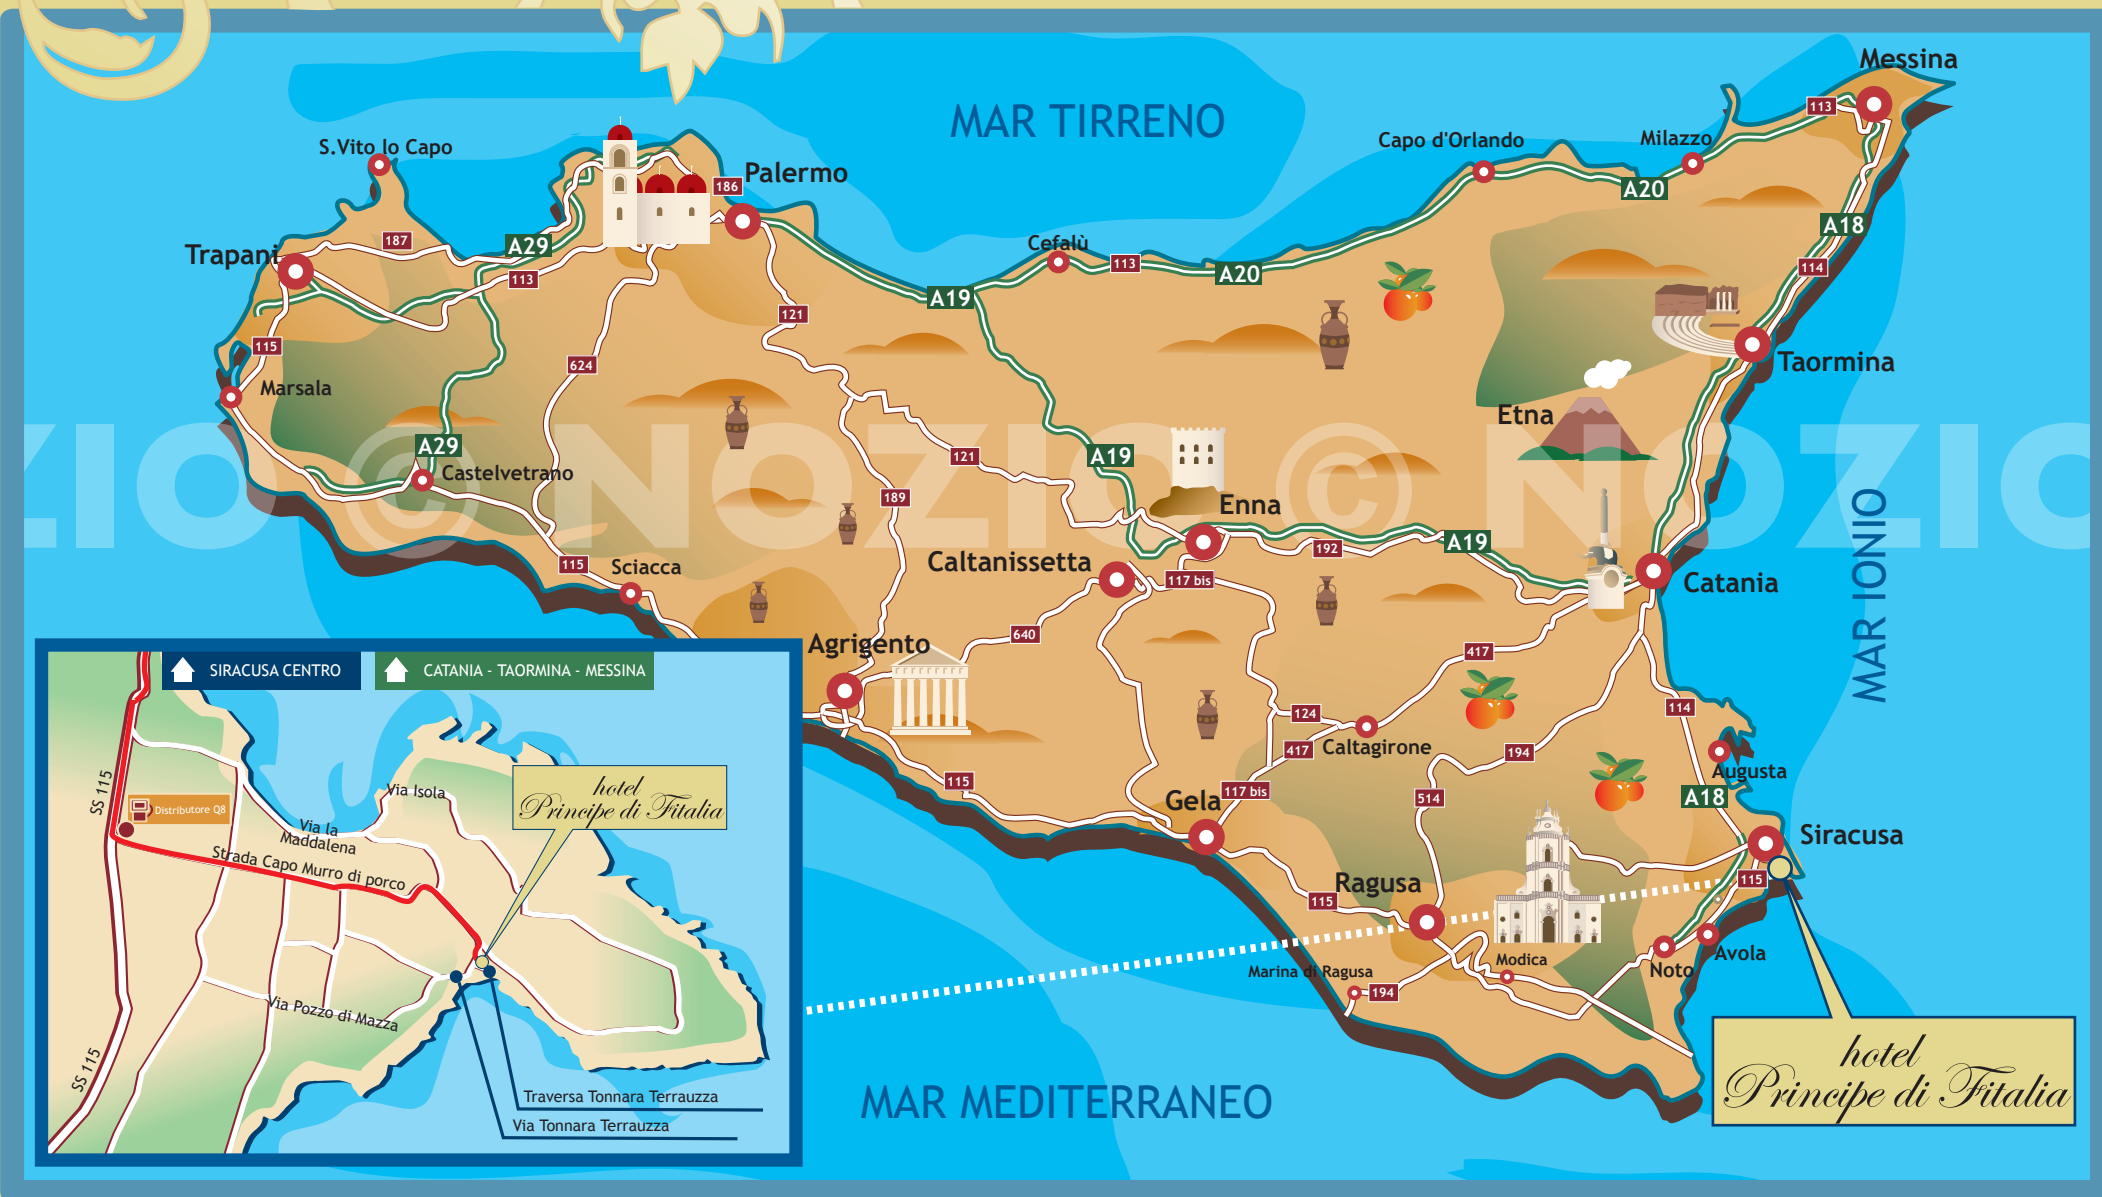 Messina
MAR TIRRENO
113
Capo d'Orlando
Milazzo
S.Vito lo Capo
Palermo
186
A20
A18
187
A29
Trapani
Cefalù
113
A20
114
113
A19
121
115
624
Taormina
Marsala
Etna
ZIO © NOZIO © NOZIO
A29
A19
121
Castelvetrano
189
Enna
MAR IONIO
192
A19
115
Sciacca
Caltanissetta
117 bis
Catania
640
Agrigento
417
114
124
Caltagirone
417
194
Augusta
115
117 bis
514
A18
Gela
Siracusa
Ragusa
115
115
Avola
Modica
Noto
Marina di Ragusa
194
hotel
Principe di Fitalia
MAR MEDITERRANEO
SIRACUSA CENTRO
CATANIA - TAORMINA - MESSINA
SS 115
Distributore Q8
Via Isola
hotel
Principe di Fitalia
Via la
Maddalena
Strada Capo Murro di porco
Via Pozzo di Mazza
SS 115
Traversa Tonnara Terrauzza
Via Tonnara Terrauzza